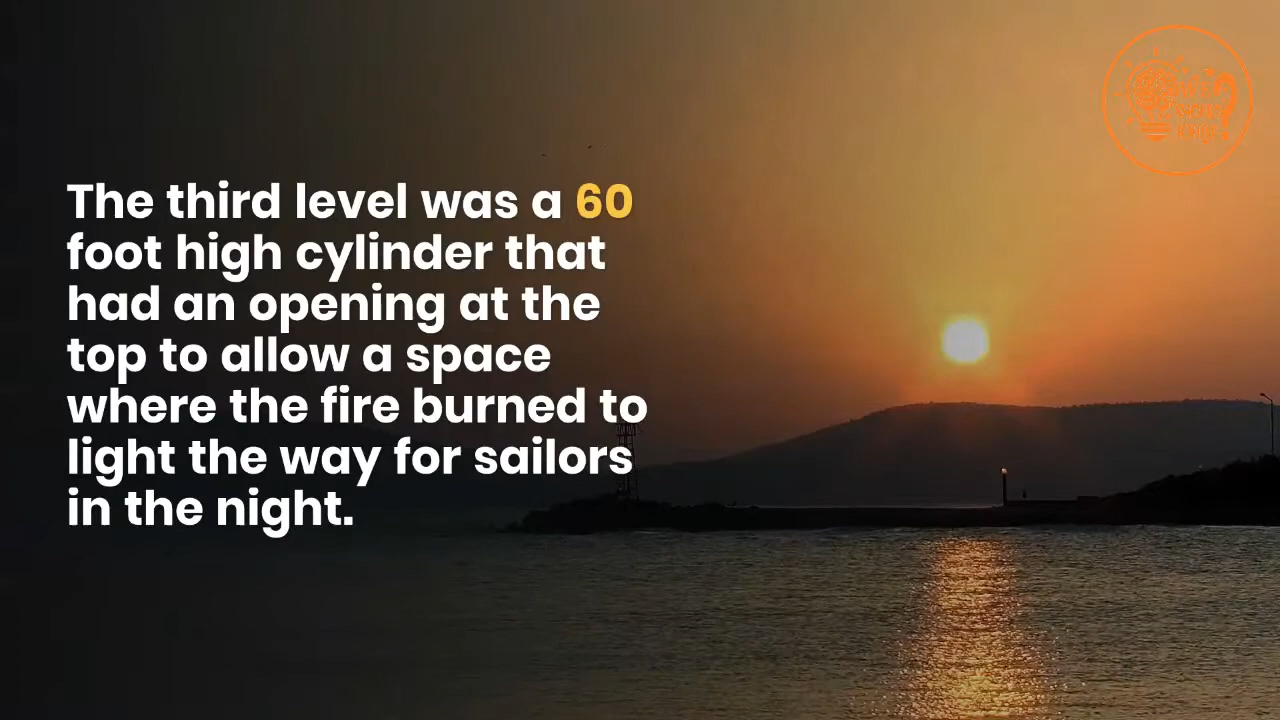 The third level was a 60
foot high cylinder that
had an opening at the
top to allow a space
where the fire burned to
light the way for sailors
in the night.